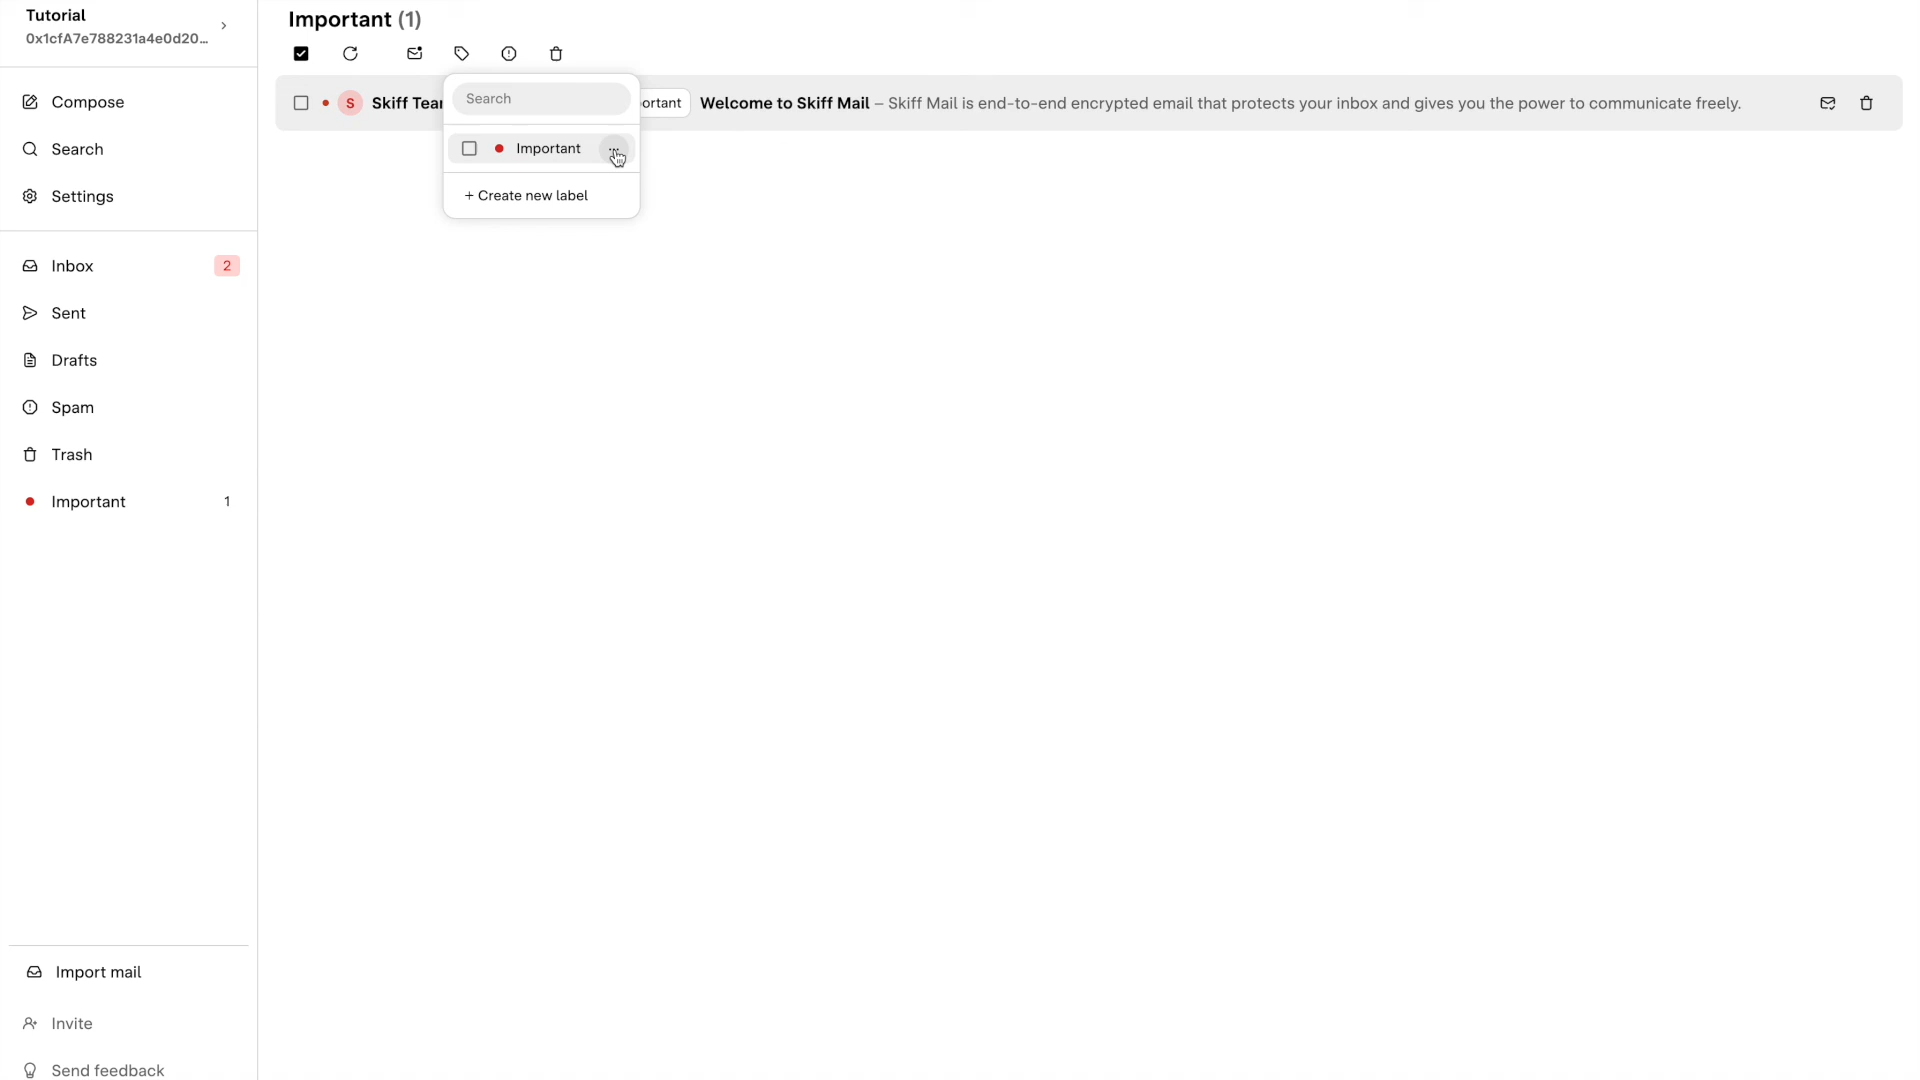 Tutorial
0x1cfA7e788231a4e0d20...
Compose
Search
Settings
Inbox 2
Sent
Drafts
Spam
Trash
Important 1
Import mail
Invite
Send feedback
Important (1)
S Skiff Tea
Welcome to Skiff Mail – Skiff Mail is end-to-end encrypted email that protects your inbox and gives you the power to communicate freely.
Search
Important ...
+ Create new label